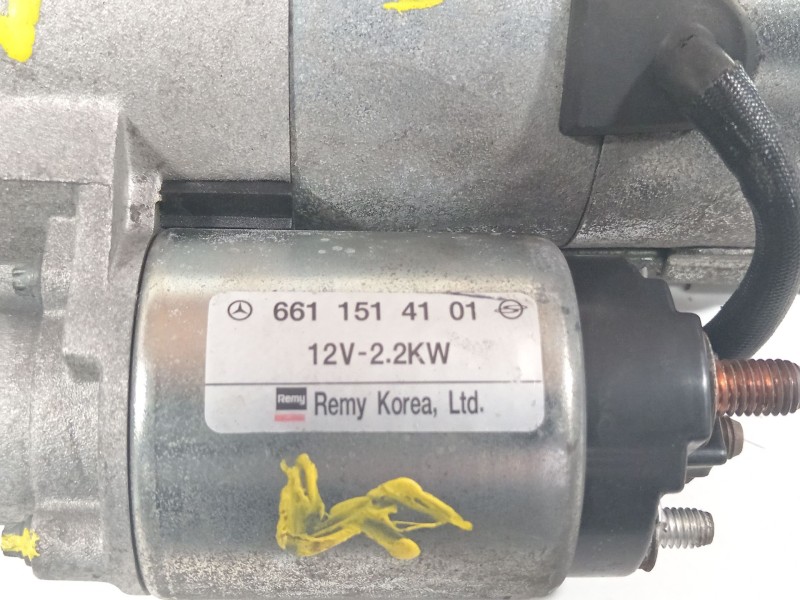 661 151 41 01
12V-2.2KW
Remy Remy Korea, Ltd.